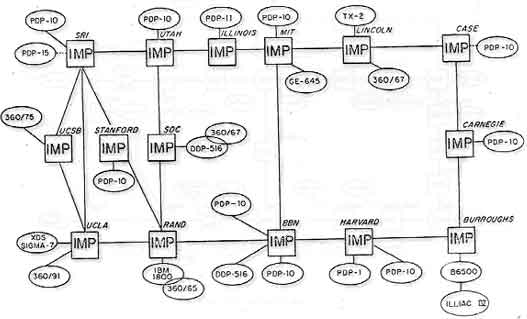 PDP-10
PDP-10
PDP-11
PDP-10
TX-2
SRI
UTAH
ILLINOIS
MIT
LINCOLN
CASE
PDP-15
IMP
IMP
IMP
IMP
IMP
IMP
PDP-10
GE-645
360/67
360/75
UCSB
STANFORD
SDC
360/67
CARNEGIE
IMP
IMP
IMP
DDP-516
IMP
PDP-10
PDP-10
PDP-10
UCLA
RAND
BBN
HARVARD
BURROUGHS
XDS
SIGMA-7
IMP
IMP
IMP
IMP
IMP
360/91
IBM
1800
360/65
DDP-516
PDP-10
PDP-1
PDP-10
B6500
ILLIAC IV